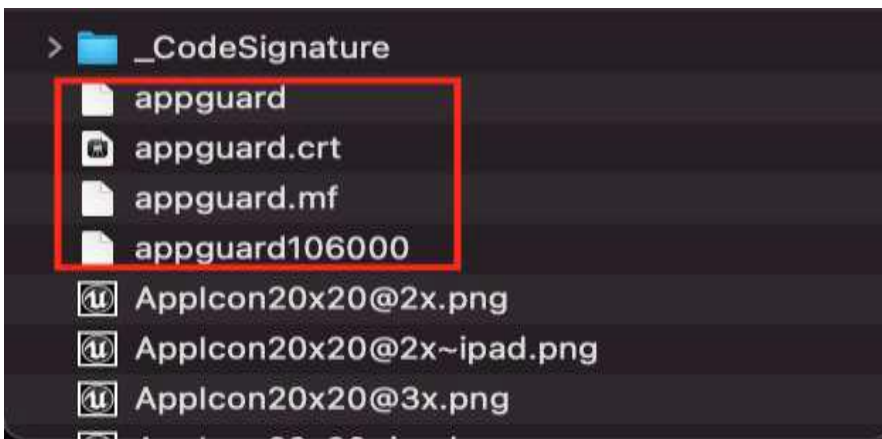 _CodeSignature
appguard
appguard.crt
appguard.mf
appguard106000
AppIcon20x20@2x.png
AppIcon20x20@2x~ipad.png
AppIcon20x20@3x.png